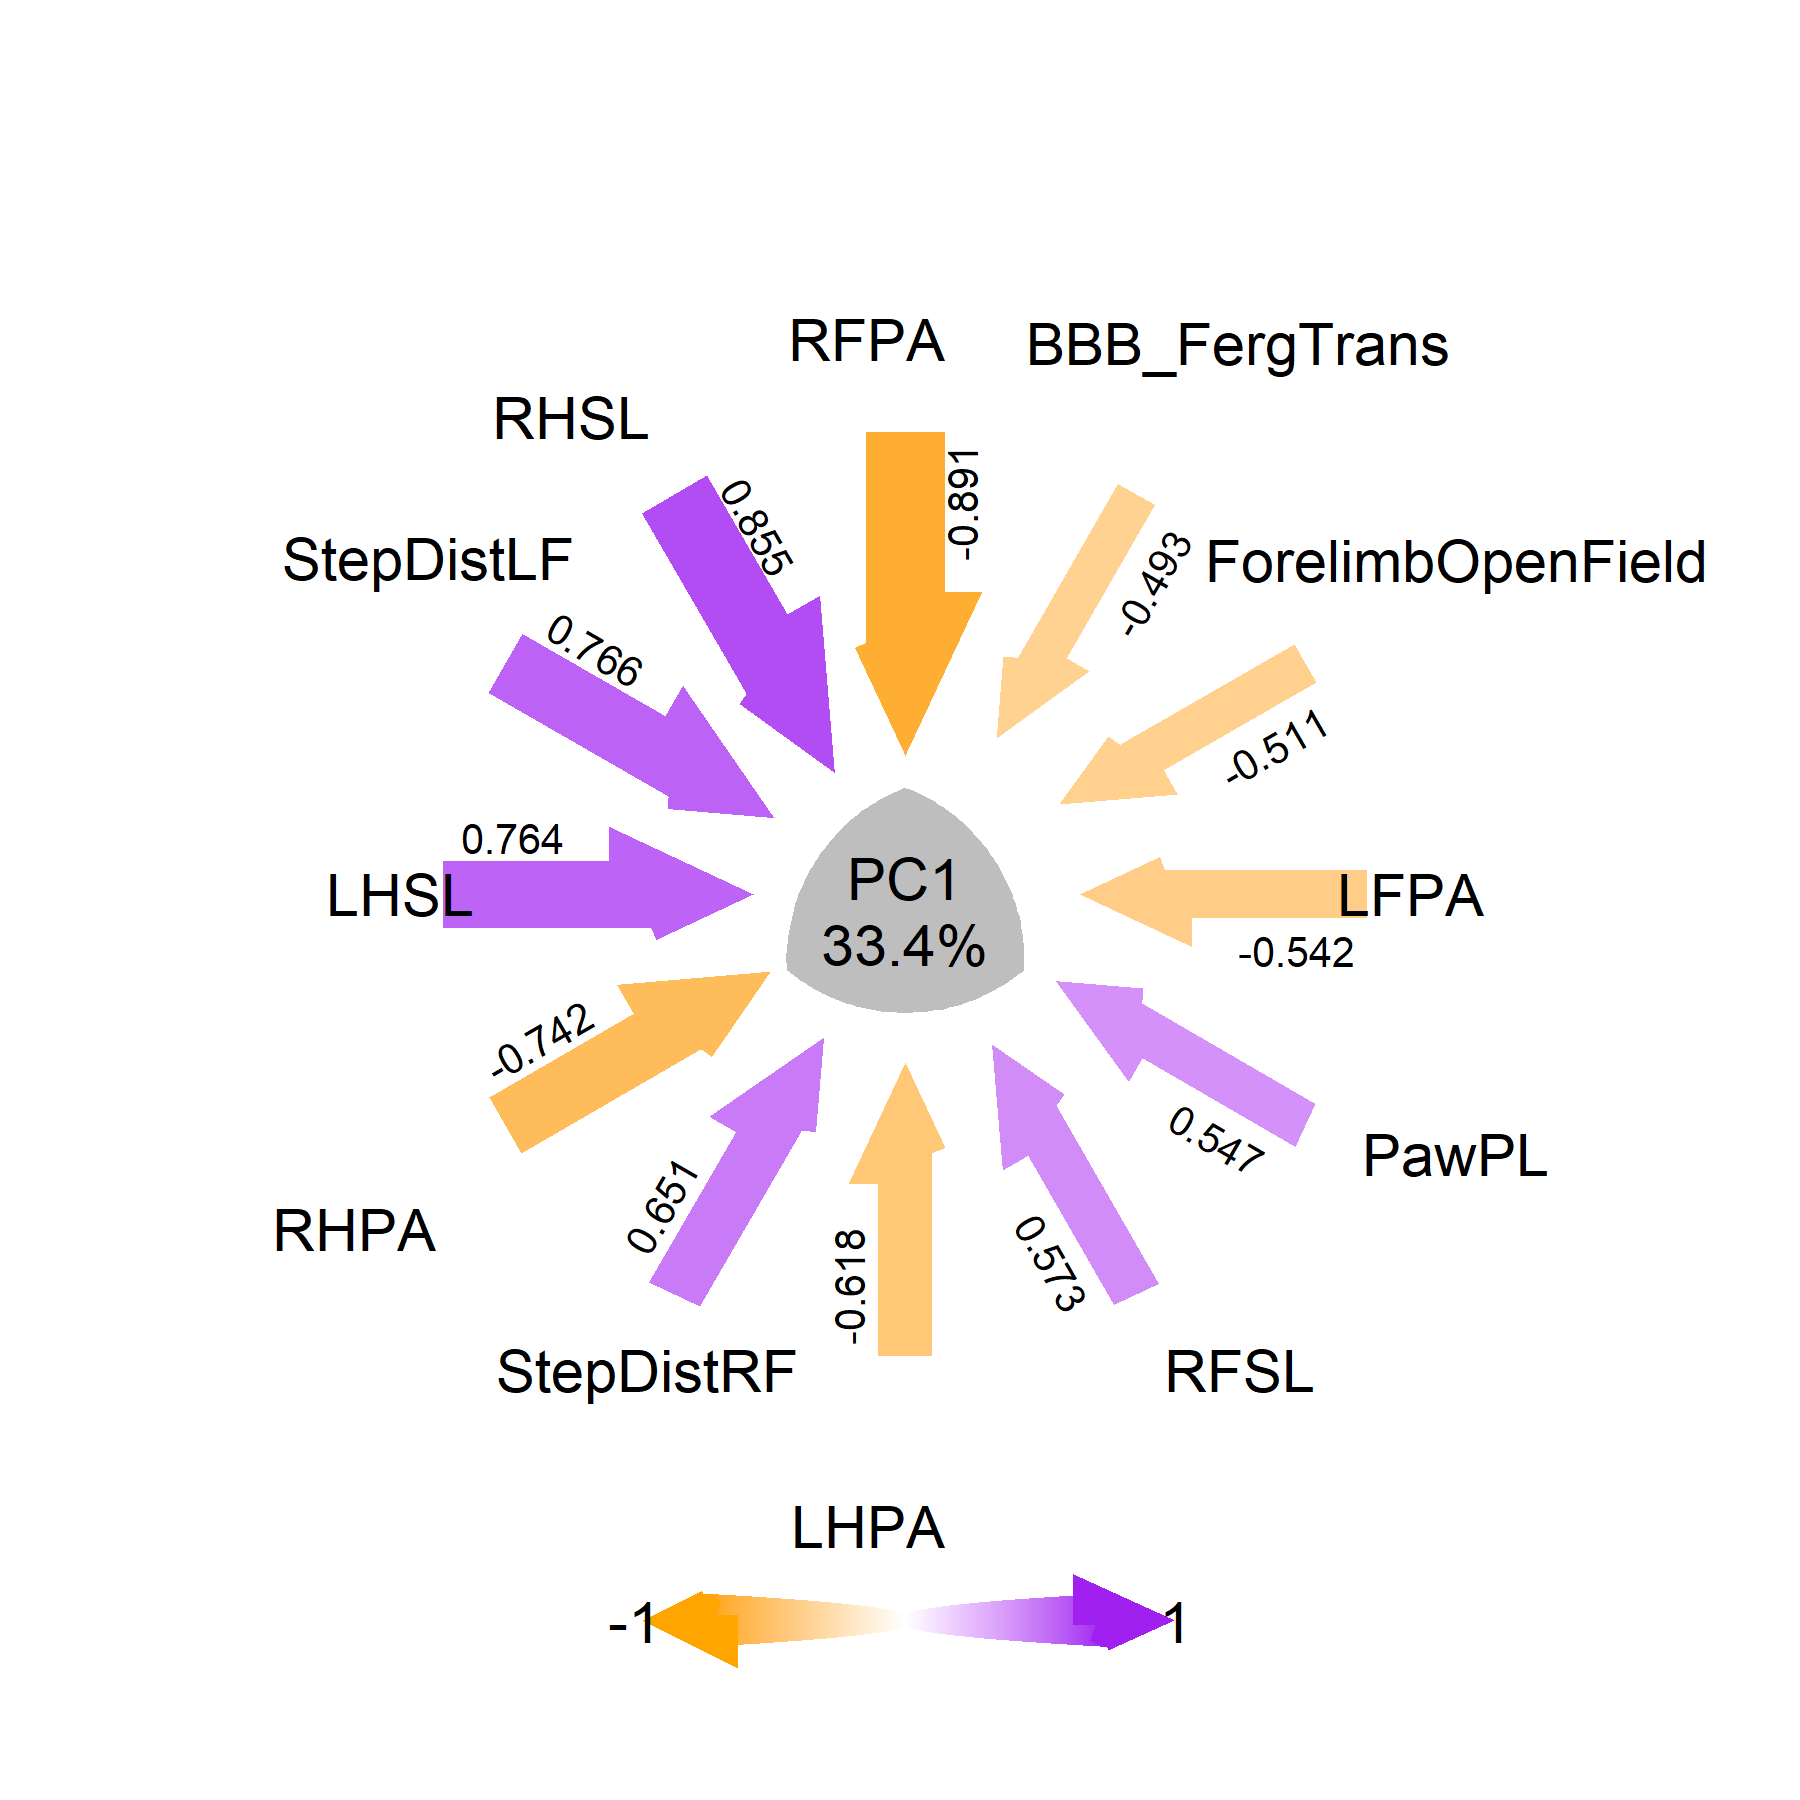 RFPA
BBB_FergTrans
RHSL
-0.891
0.855
StepDistLF
-0.493
ForelimbOpenField
0.766
-0.511
0.764
LHSL
PC1
33.4%
LFPA
-0.542
-0.742
0.547
PawPL
RHPA
0.651
-0.618
0.573
StepDistRF
RFSL
LHPA
-1
1